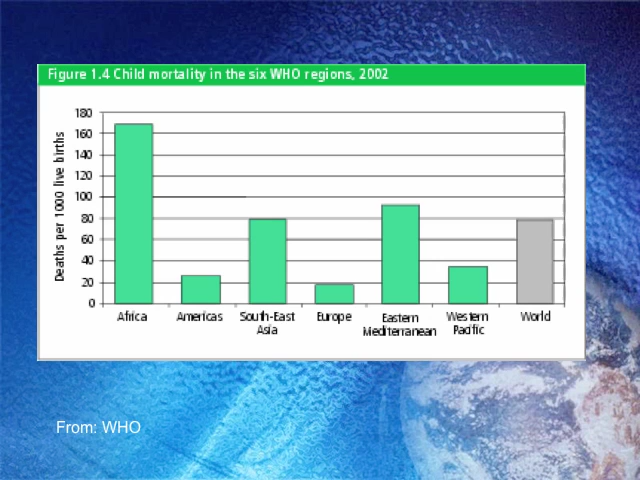 Figure 1.4 Child mortality in the six WHO regions, 2002
Deaths per 1000 live births
180
160
140
120
100
80
60
40
20
0
Africa
Americas
South-East
Asia
Europe
Eastern
Mediterranean
Western
Pacific
World
From: WHO